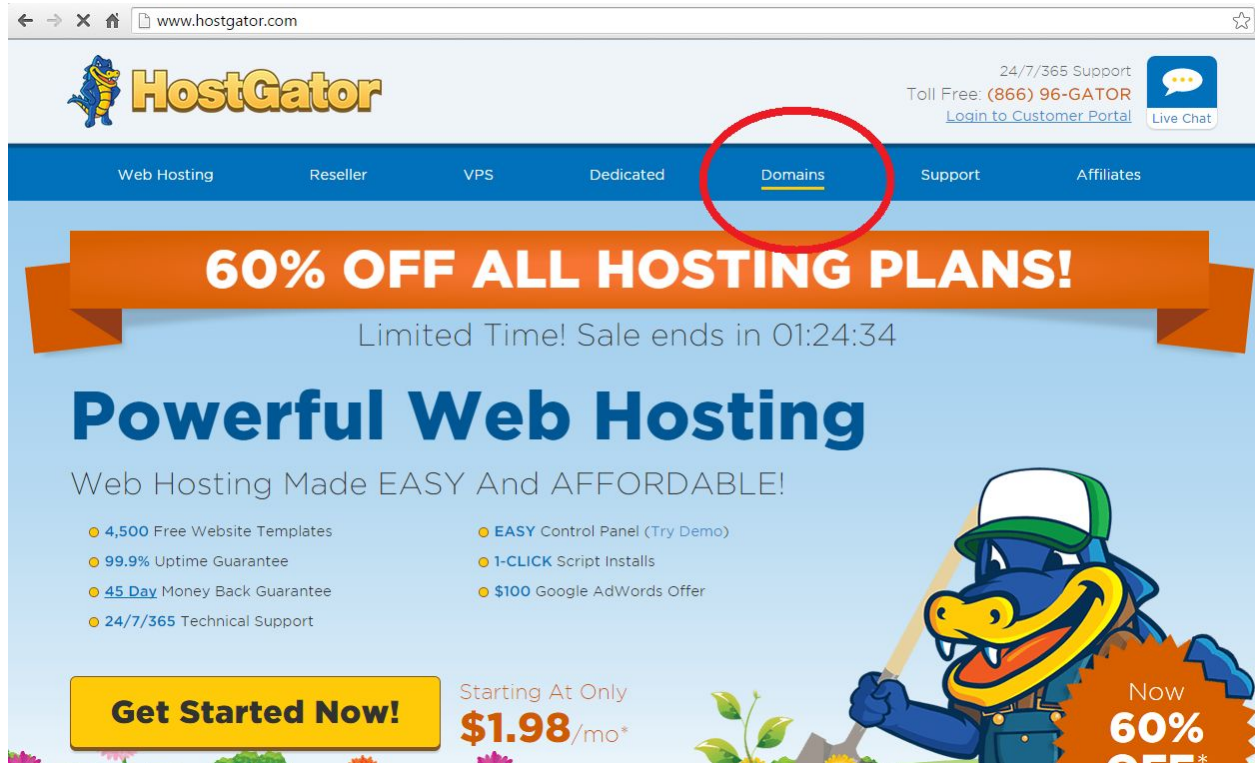 www.hostgator.com
HostGator
24/7/365 Support
Toll Free: (866) 96-GATOR
Login to Customer Portal
Live Chat
Web Hosting Reseller VPS Dedicated Domains Support Affiliates
60% OFF ALL HOSTING PLANS!
Limited Time! Sale ends in 01:24:34
Powerful Web Hosting
Web Hosting Made EASY And AFFORDABLE!
4,500 Free Website Templates
99.9% Uptime Guarantee
45 Day Money Back Guarantee
24/7/365 Technical Support
EASY Control Panel (Try Demo)
1-CLICK Script Installs
$100 Google AdWords Offer
Get Started Now!
Starting At Only
$1.98/mo*
Now
60%
OFF*